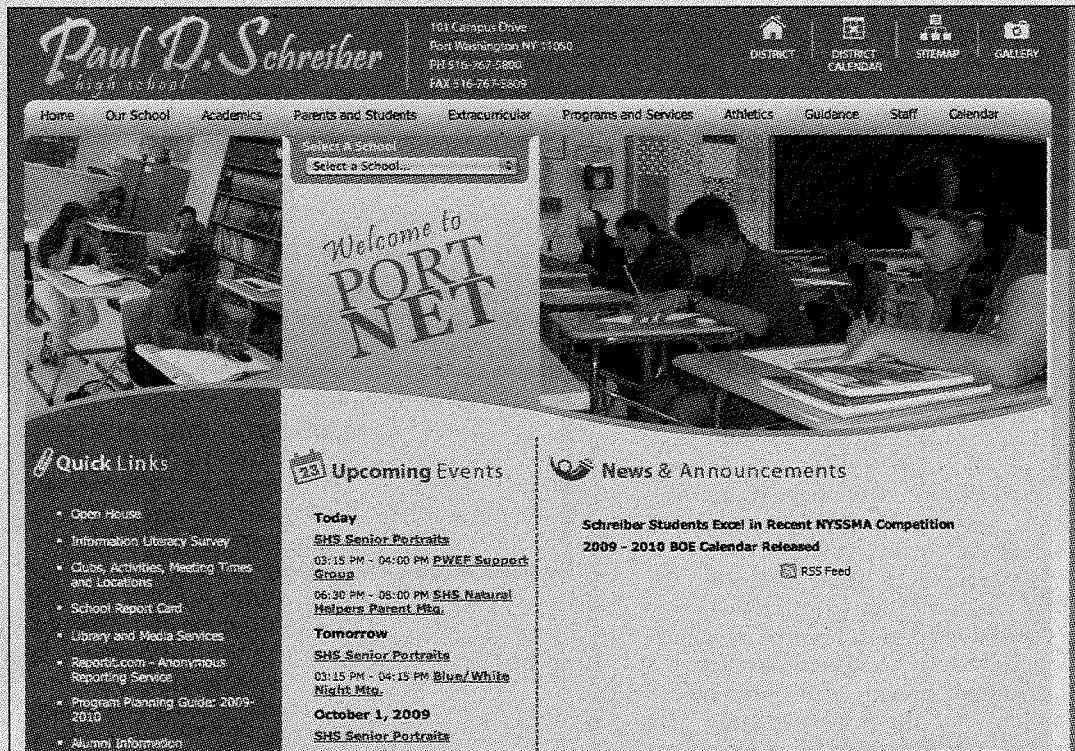 Paul D. Schreiber
high school
101 Campus Drive
Port Washington NY 11050
PH 516-767-5800
FAX 516-767-5809
DISTRICT
DISTRICT CALENDAR
SITEMAP
GALLERY
Home Our School Academics Parents and Students Extracurricular Programs and Services Athletics Guidance Staff Calendar
Select A School
Select a School...
Welcome to
PORT
NET
Quick Links
Open House
Information Literacy Survey
Clubs, Activities, Meeting Times
and Locations
School Report Card
Library and Media Services
ReportIt.com - Anonymous
Reporting Service
Program Planning Guide: 2009-
2010
Alumni Information
23
Upcoming Events
Today
SHS Senior Portraits
03:15 PM - 04:00 PM PWEF Support
Group
06:30 PM - 08:00 PM SHS Natural
Helpers Parent Mtg.
Tomorrow
SHS Senior Portraits
03:15 PM - 04:15 PM Blue/White
Night Mtg.
October 1, 2009
SHS Senior Portraits
News & Announcements
Schreiber Students Excel in Recent NYSSMA Competition
2009 - 2010 BOE Calendar Released
RSS Feed